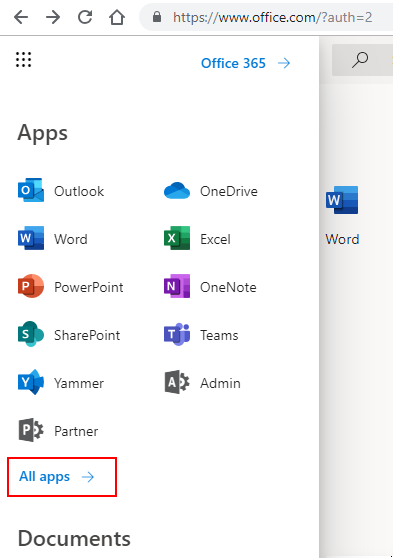 https://www.office.com/?auth=2
Office 365 →
Apps
Outlook OneDrive
Word Excel
Word
PowerPoint OneNote
SharePoint Teams
Yammer Admin
Partner
All apps →
Documents